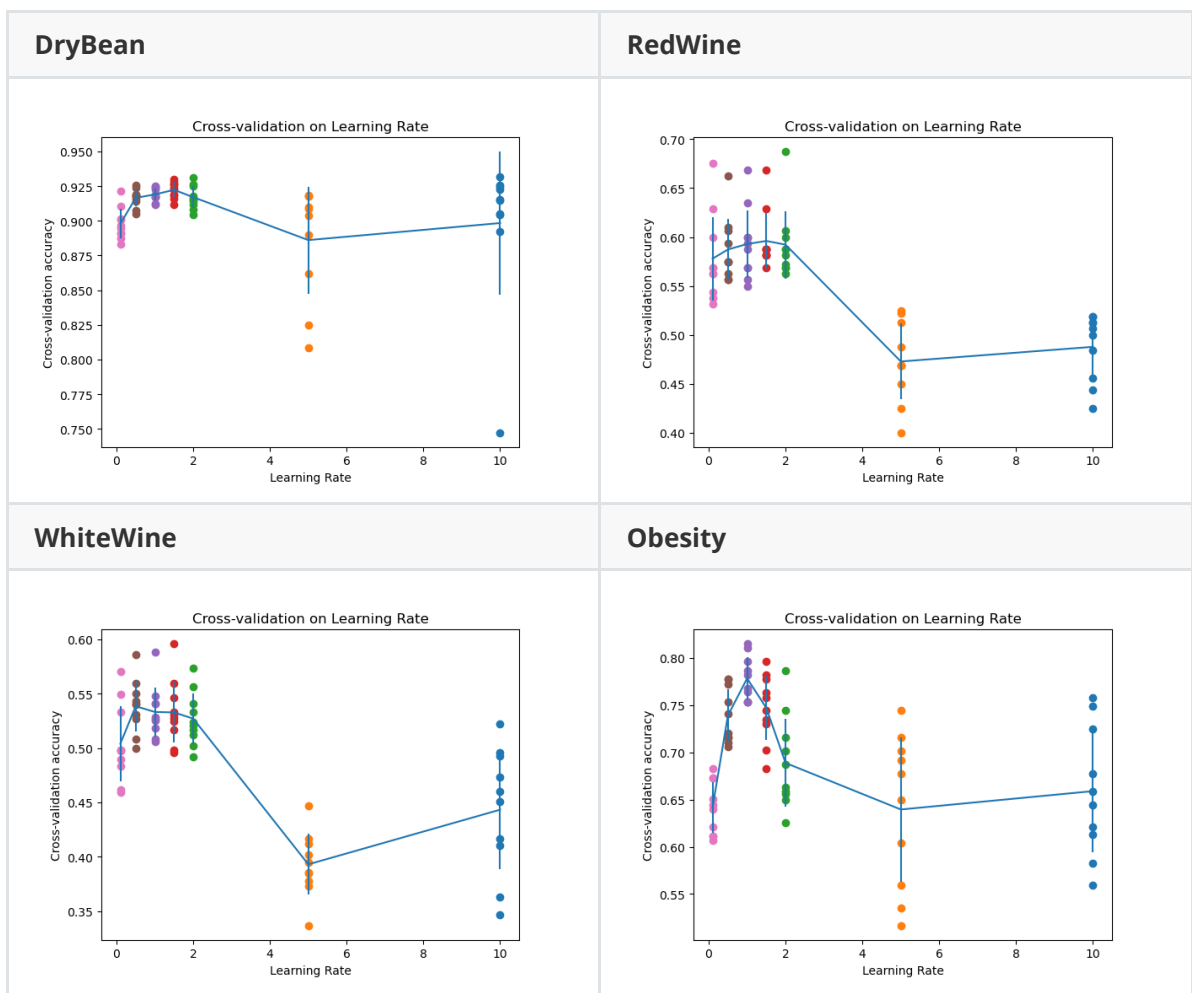 DryBean
RedWine
Cross-validation on Learning Rate
Cross-validation accuracy
0.950
0.925
0.900
0.875
0.850
0.825
0.800
0.775
0.750
0 2 4 6 8 10
Learning Rate
Cross-validation on Learning Rate
Cross-validation accuracy
0.70
0.65
0.60
0.55
0.50
0.45
0.40
0 2 4 6 8 10
Learning Rate
WhiteWine
Obesity
Cross-validation on Learning Rate
Cross-validation accuracy
0.60
0.55
0.50
0.45
0.40
0.35
0 2 4 6 8 10
Learning Rate
Cross-validation on Learning Rate
Cross-validation accuracy
0.80
0.75
0.70
0.65
0.60
0.55
0 2 4 6 8 10
Learning Rate